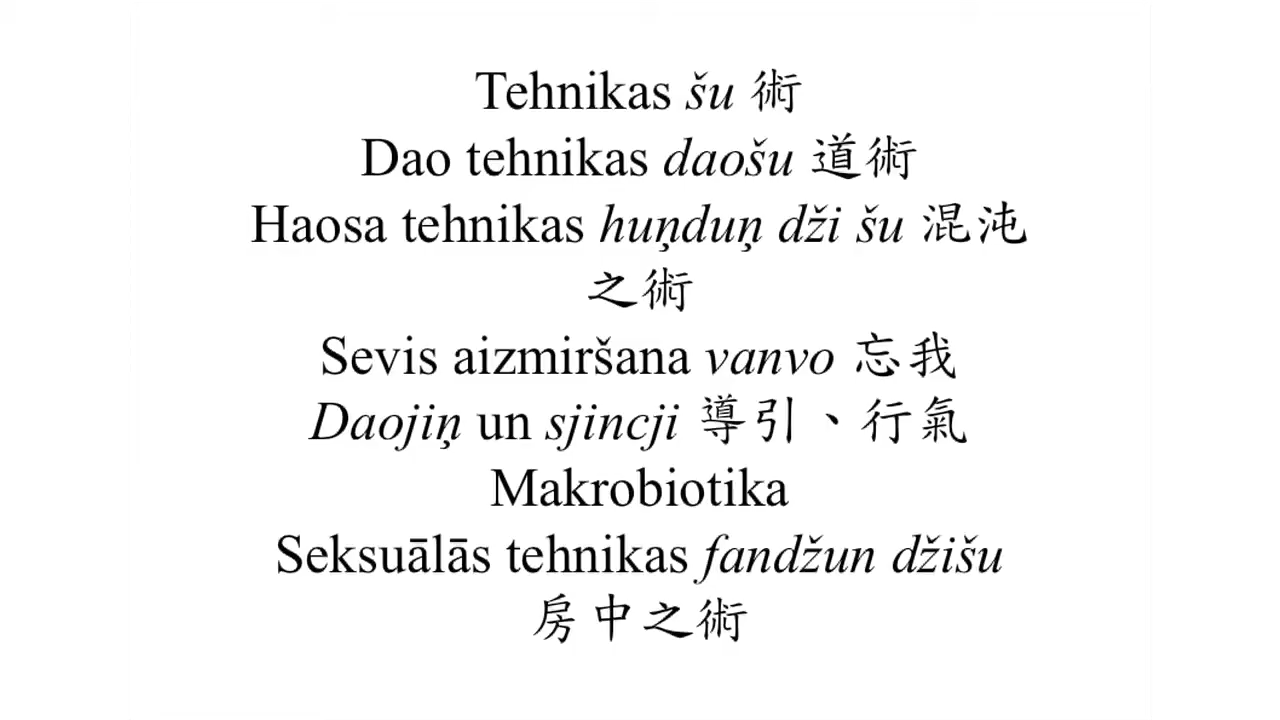 Tehnikas šu 術
Dao tehnikas daošu 道術
Haosa tehnikas huņduņ dži šu 混沌
之術
Sevis aizmiršana vanvo 忘我
Daojiņ un sjincji 導引、行氣
Makrobiotika
Seksuālās tehnikas fandžun džišu
房中之術